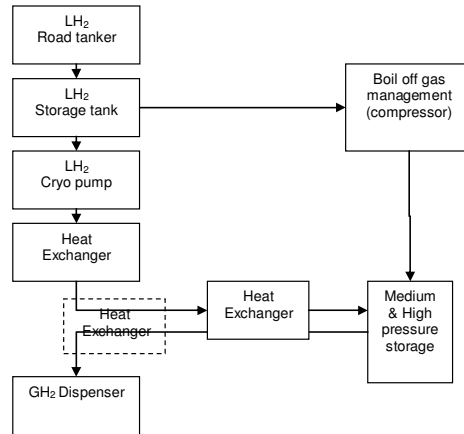 LH₂
Road tanker
LH₂
Storage tank
Boil off gas
management
(compressor)
LH₂
Cryo pump
Heat
Exchanger
Heat
Exchanger
Heat
Exchanger
Medium
& High
pressure
storage
GH₂ Dispenser